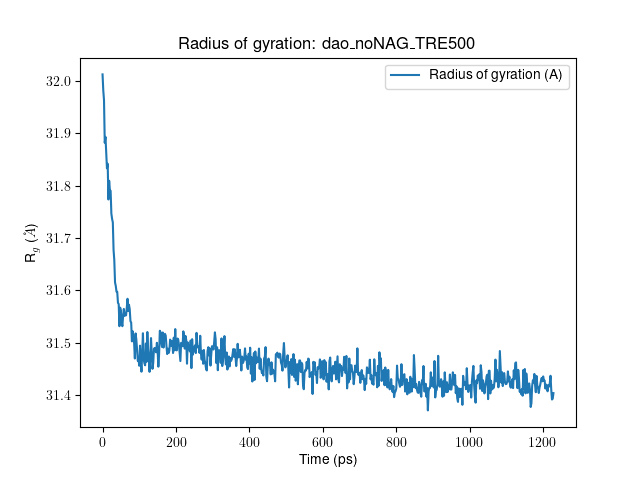 Radius of gyration: dao_noNAG_TRE500
Radius of gyration (A)
32.0
31.9
31.8
31.7
31.6
31.5
31.4
R_g (Å)
0 200 400 600 800 1000 1200
Time (ps)